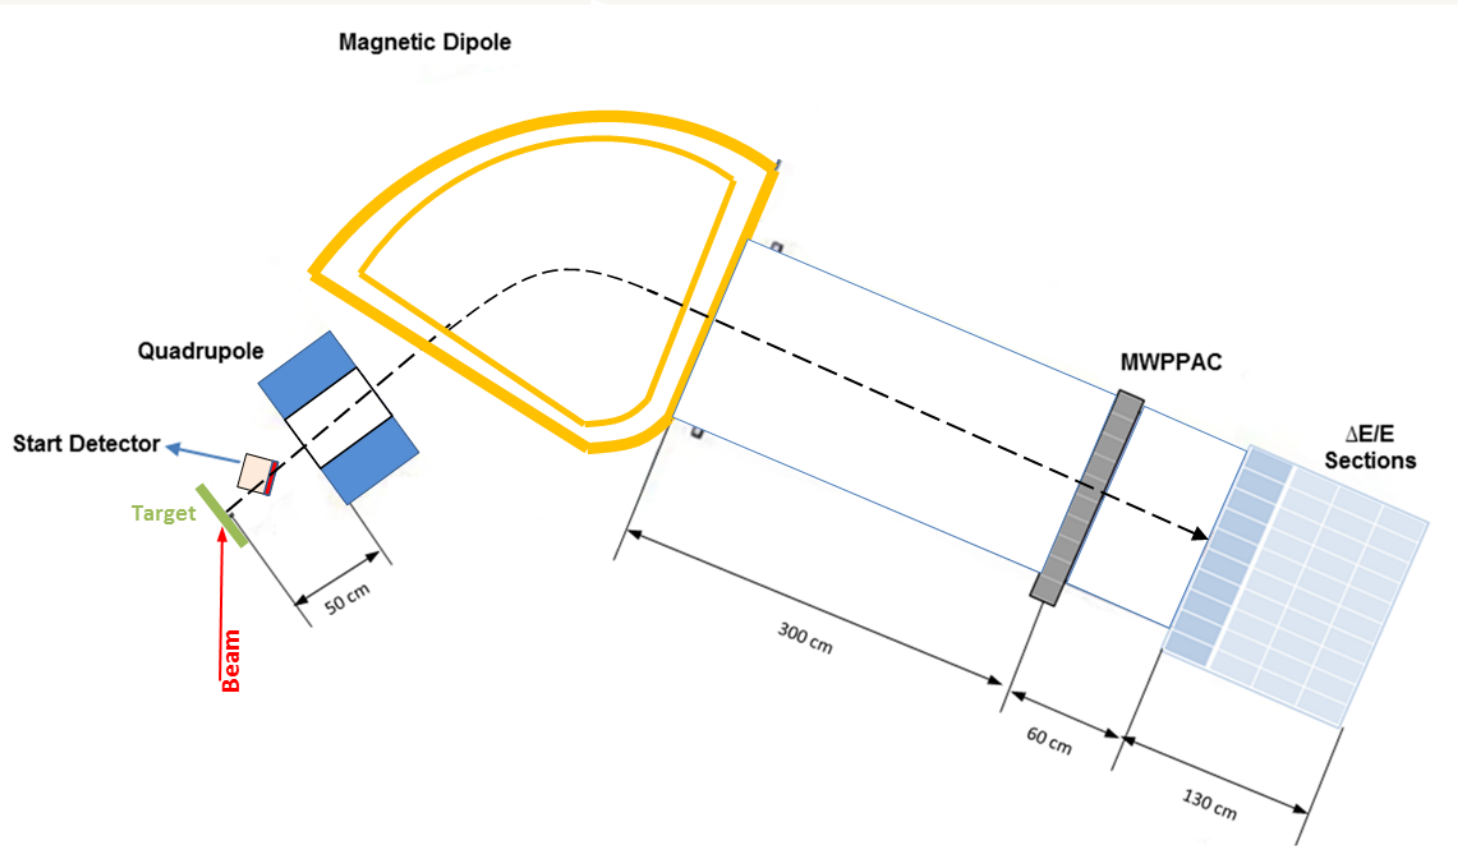 Magnetic Dipole
Quadrupole
Start Detector
Target
Beam
50 cm
300 cm
MWPPAC
60 cm
ΔE/E
Sections
130 cm